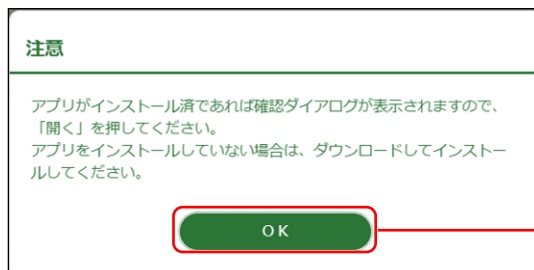 注意
アプリがインストール済であれば確認ダイアログが表示されますので、
「開く」を押してください。
アプリをインストールしていない場合は、ダウンロードしてインストー
ルしてください。
OK